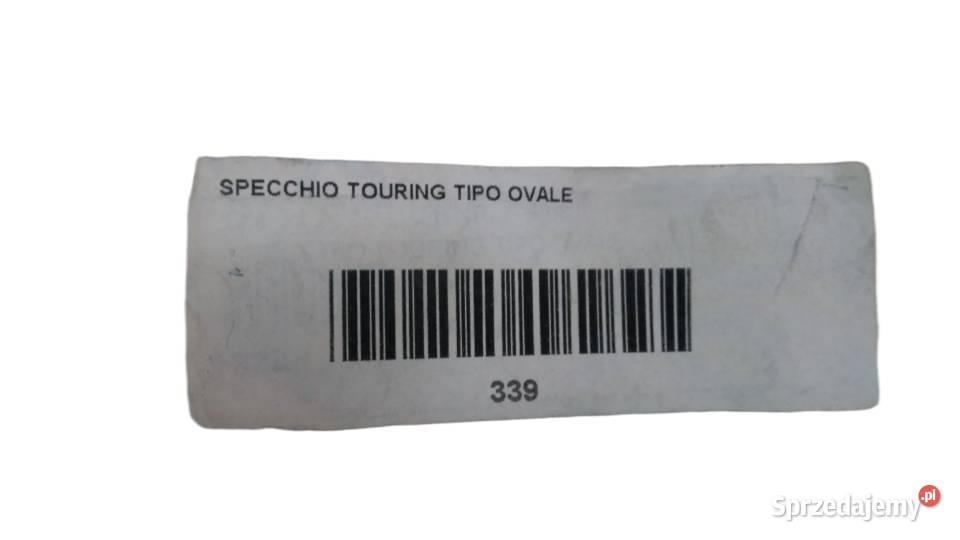 SPECCHIO TOURING TIPO OVALE
339
Sprzedajemy.pl